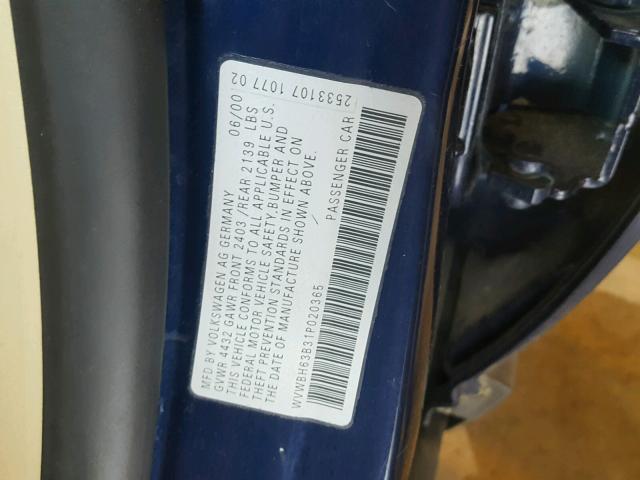 MFD BY VOLKSWAGEN AG GERMANY 06/00
GVWR 4432 GAWR FRONT 2403 /REAR 2139 LBS
THIS VEHICLE CONFORMS TO ALL APPLICABLE U.S.
FEDERAL MOTOR VEHICLE SAFETY,BUMPER AND
THEFT PREVENTION STANDARDS IN EFFECT ON
THE DATE OF MANUFACTURE SHOWN ABOVE.
WVWBH63B31P020365 PASSENGER CAR
2533107 1077 02